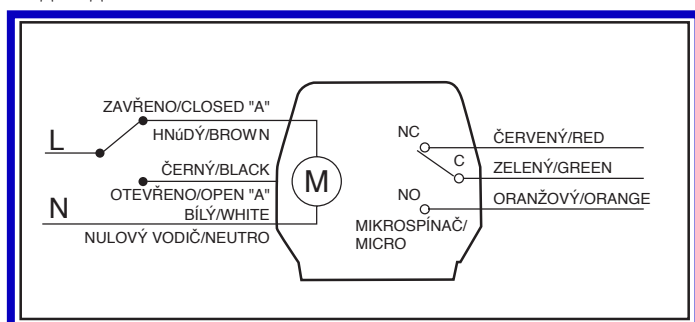 ZAVŘENO/CLOSED "A"
L
HNúDÝ/BROWN
ČERNÝ/BLACK
OTEVŘENO/OPEN "A"
N
BÍLÝ/WHITE
NULOVÝ VODIČ/NEUTRO
M
NC
ČERVENÝ/RED
C
ZELENÝ/GREEN
NO
ORANŽOVÝ/ORANGE
MIKROSPÍNAČ/
MICRO